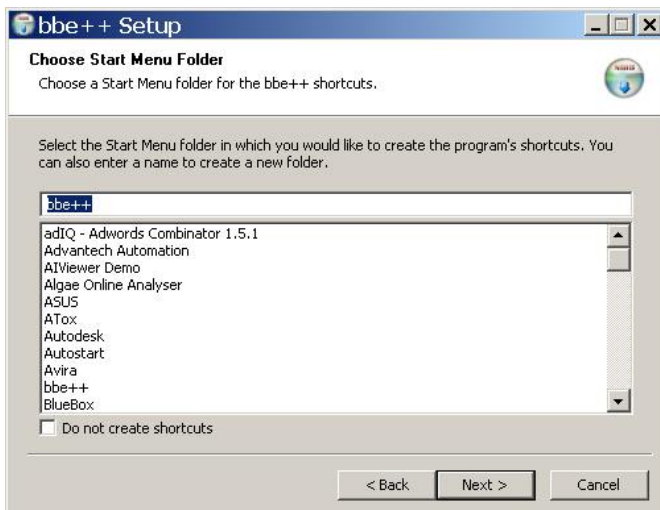 bbe++ Setup
Choose Start Menu Folder
Choose a Start Menu folder for the bbe++ shortcuts.
Select the Start Menu folder in which you would like to create the program's shortcuts. You
can also enter a name to create a new folder.
bbe++
adIQ - Adwords Combinator 1.5.1
Advantech Automation
AIViewer Demo
Algae Online Analyser
ASUS
ATox
Autodesk
Autostart
Avira
bbe++
BlueBox
Do not create shortcuts
< Back
Next >
Cancel